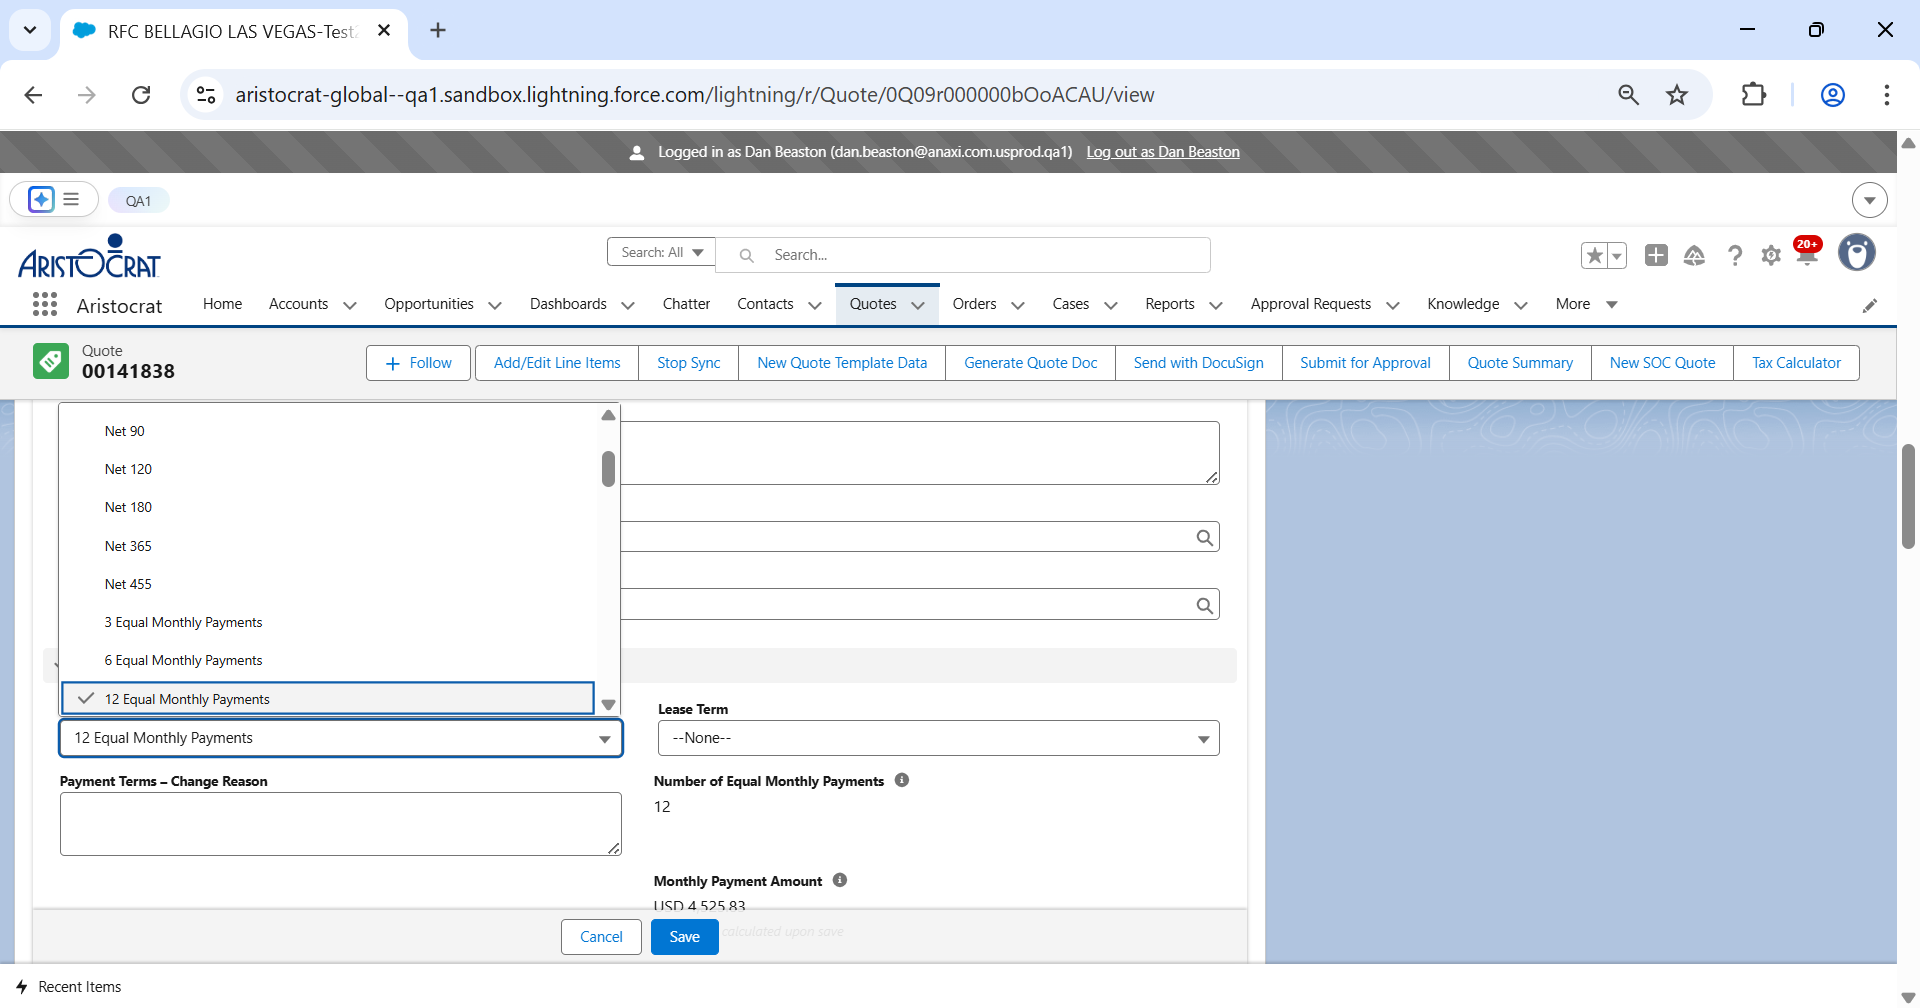 RFC BELLAGIO LAS VEGAS-Test
aristocrat-global--qa1.sandbox.lightning.force.com/lightning/r/Quote/0Q09r000000bOoACAU/view
Logged in as Dan Beaston (dan.beaston@anaxi.com.usprod.qa1) Log out as Dan Beaston
QA1
ARISTOCRAT
Search: All
Search...
20+
Aristocrat
Home
Accounts
Opportunities
Dashboards
Chatter
Contacts
Quotes
Orders
Cases
Reports
Approval Requests
Knowledge
More
Quote
00141838
Follow
Add/Edit Line Items
Stop Sync
New Quote Template Data
Generate Quote Doc
Send with DocuSign
Submit for Approval
Quote Summary
New SOC Quote
Tax Calculator
Net 90
Net 120
Net 180
Net 365
Net 455
3 Equal Monthly Payments
6 Equal Monthly Payments
12 Equal Monthly Payments
12 Equal Monthly Payments
Lease Term
--None--
Payment Terms – Change Reason
Number of Equal Monthly Payments
12
Monthly Payment Amount
USD 4,525.83
calculated upon save
Cancel
Save
Recent Items